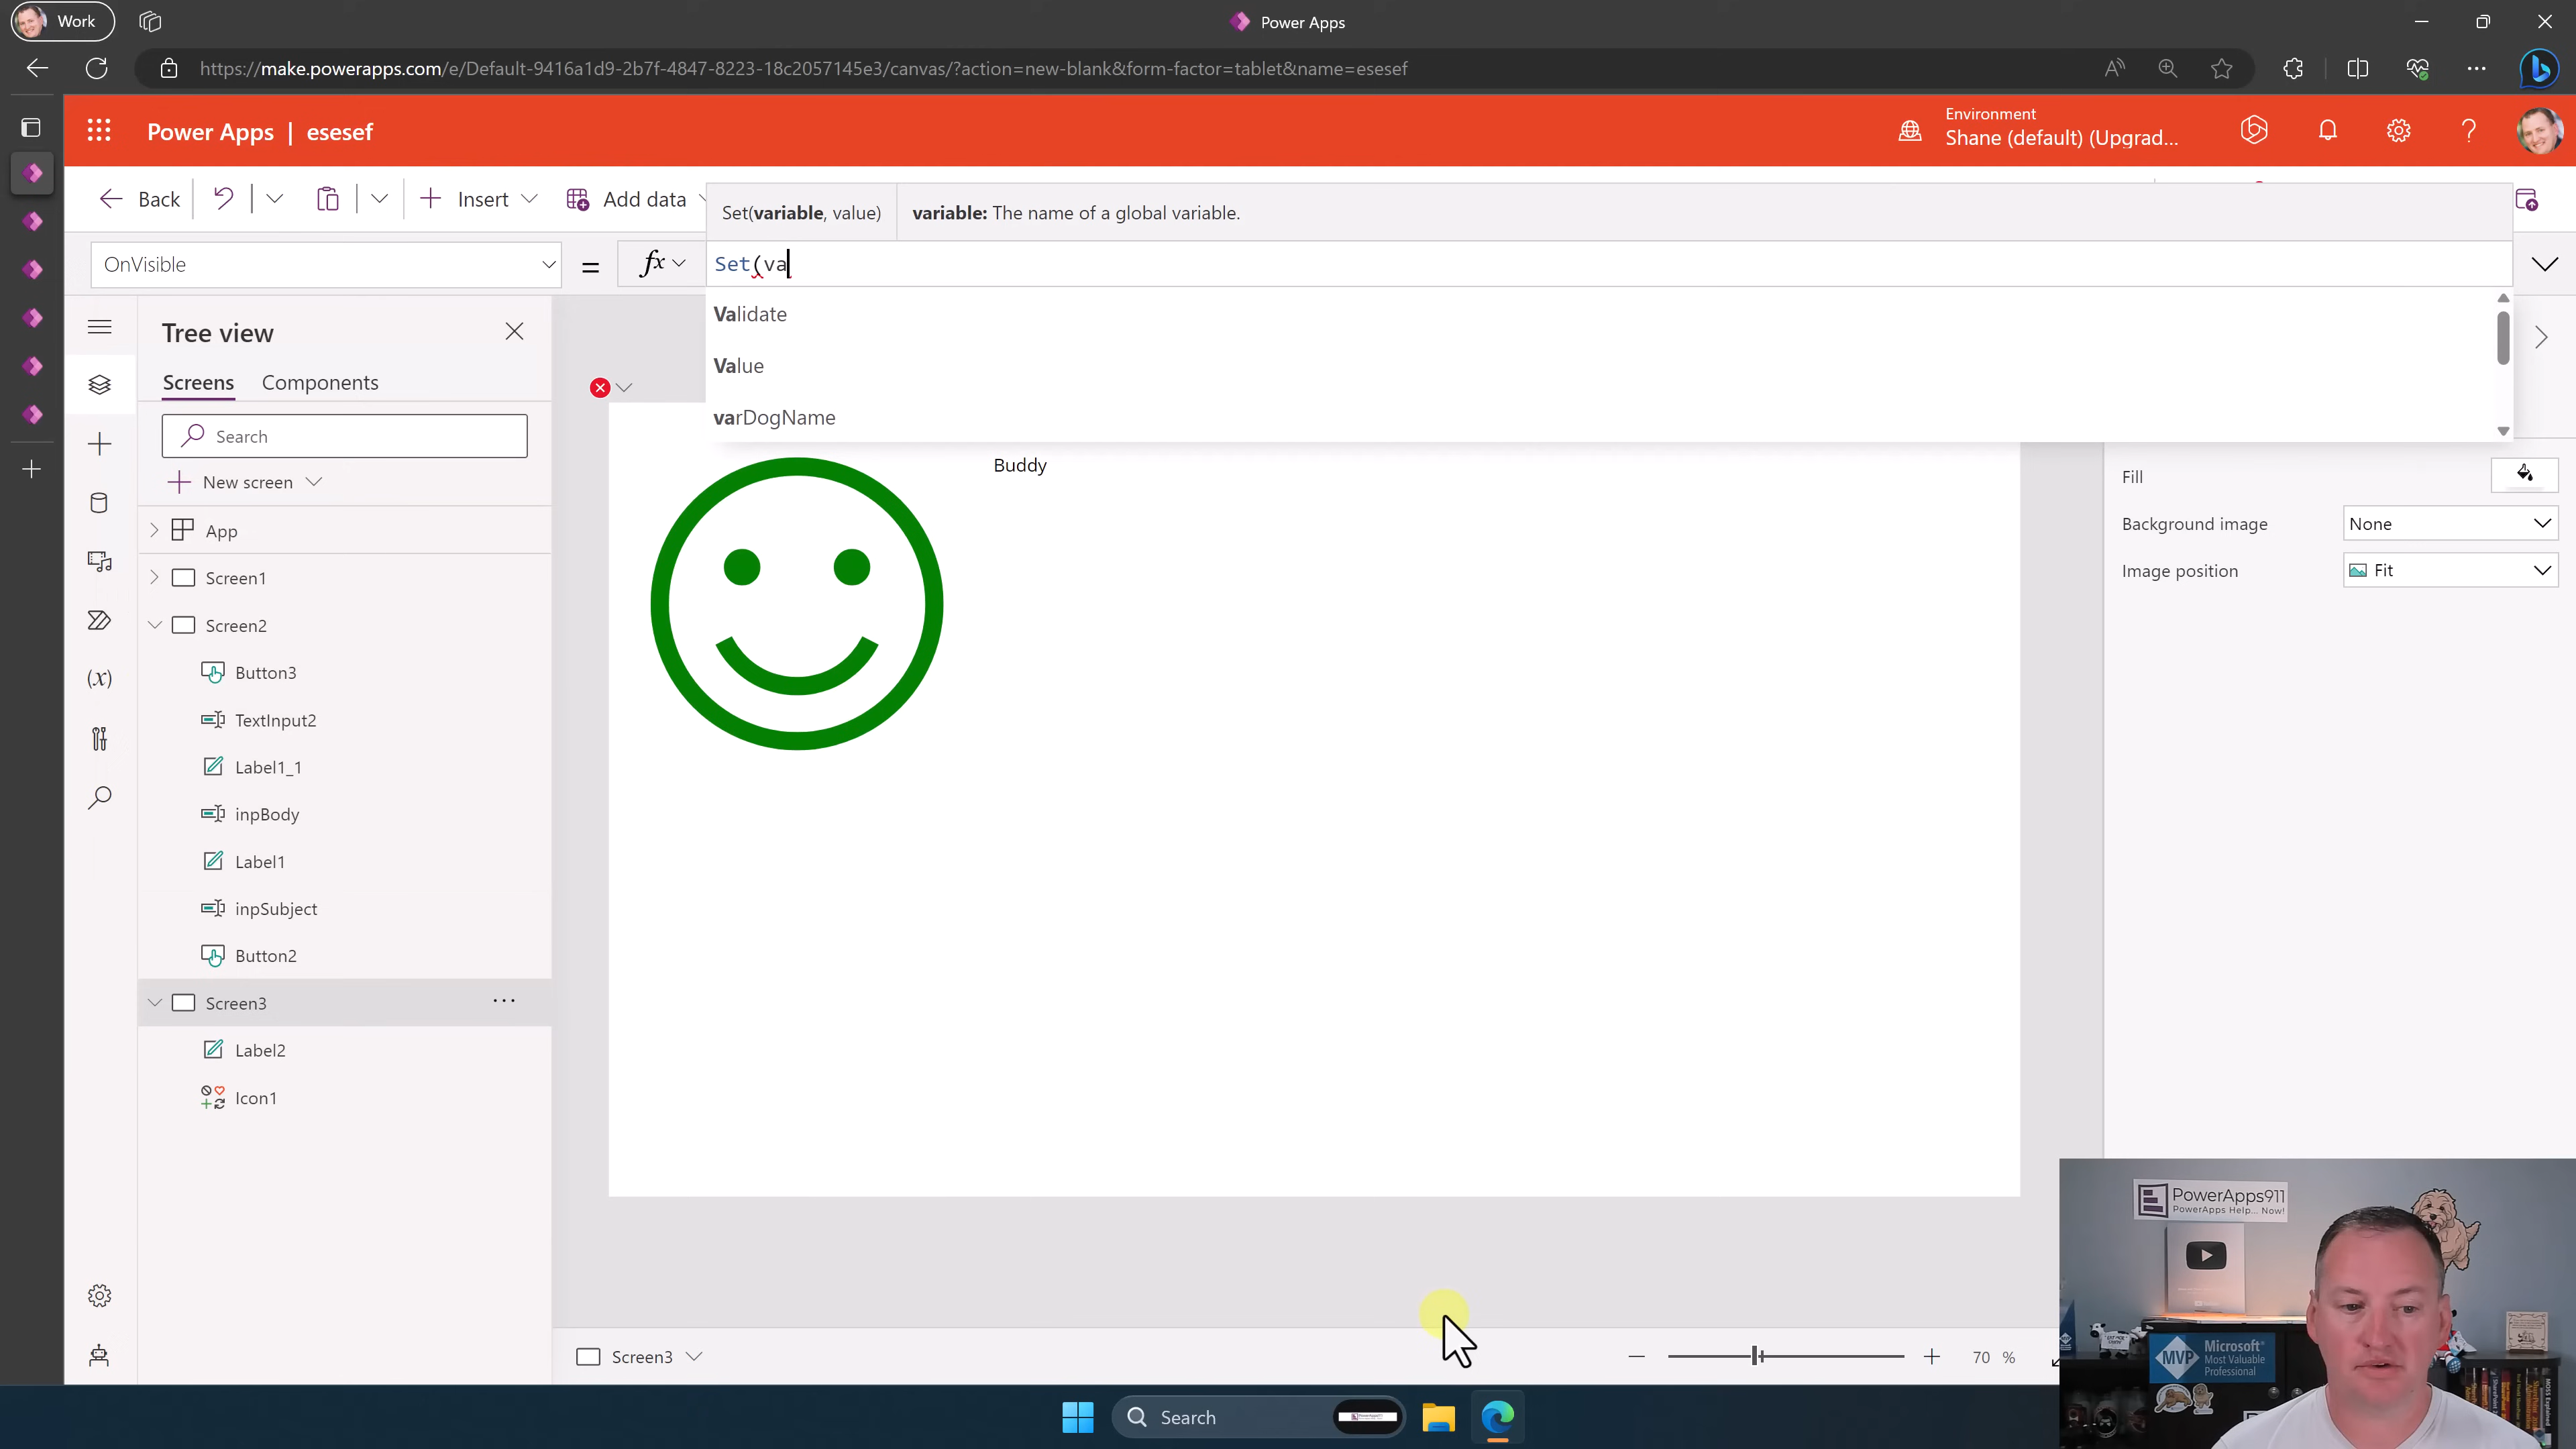 Work
Power Apps
https://make.powerapps.com/e/Default-9416a1d9-2b7f-4847-8223-18c2057145e3/canvas/?action=new-blank&form-factor=tablet&name=esesef
Power Apps | esesef
Environment
Shane (default) (Upgrad...
Back
Insert
Add data
Set(variable, value)
variable: The name of a global variable.
OnVisible
=
fx
Set(va
Validate
Value
varDogName
Tree view
Screens
Components
Search
New screen
App
Screen1
Screen2
Button3
TextInput2
Label1_1
inpBody
Label1
inpSubject
Button2
Screen3
Label2
Icon1
Buddy
Fill
Background image
None
Image position
Fit
Screen3
70 %
PowerApps911
PowerApps Help... Now!
MVP
Microsoft
Most Valuable
Professional
Search